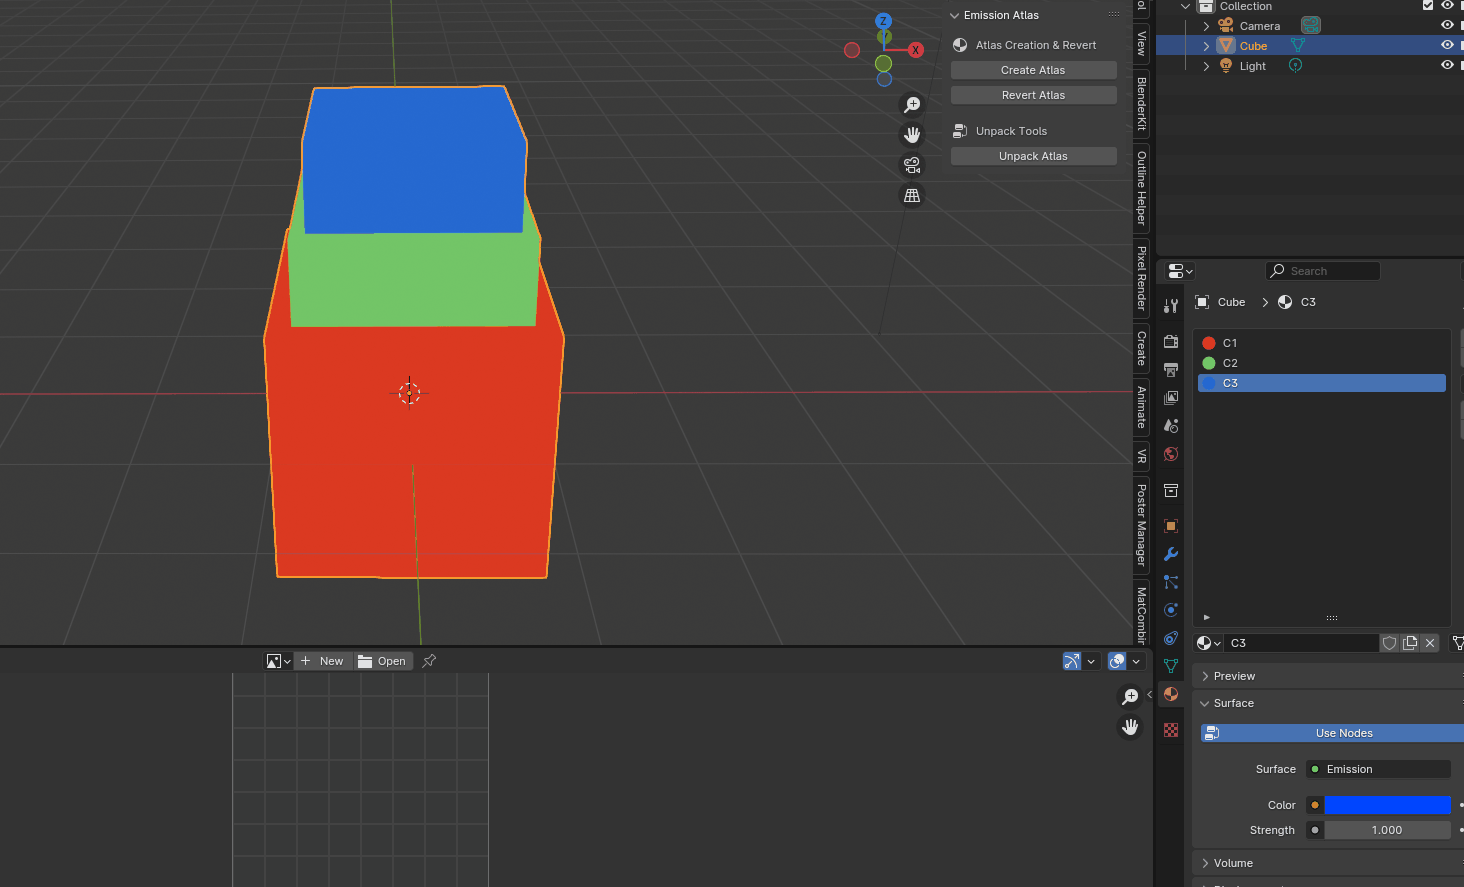 Emission Atlas
Atlas Creation & Revert
Create Atlas
Revert Atlas
Unpack Tools
Unpack Atlas
Z
Y
X
ol
View
BlenderKit
Outline Helper
Pixel Render
Create
Animate
VR
Poster Manager
MatCombin
Collection
Camera
Cube
Light
Search
Cube
C3
C1
C2
C3
C3
Preview
Surface
Use Nodes
Surface
Emission
Color
Strength
1.000
Volume
New
Open